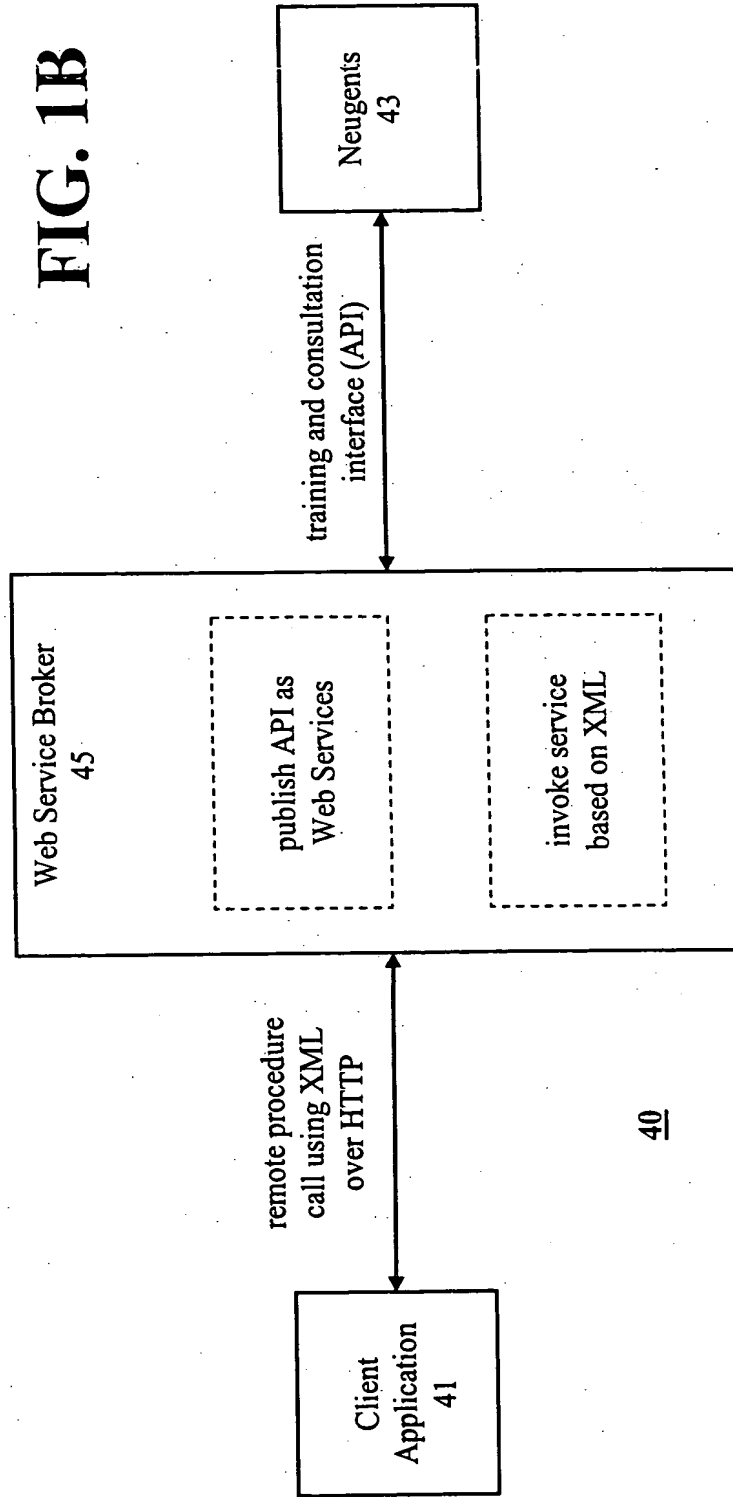 FIG. 1B
Client
Application
41
remote procedure
call using XML
over HTTP
Web Service Broker
45
publish API as
Web Services
invoke service
based on XML
training and consultation
interface (API)
Neugents
43
40